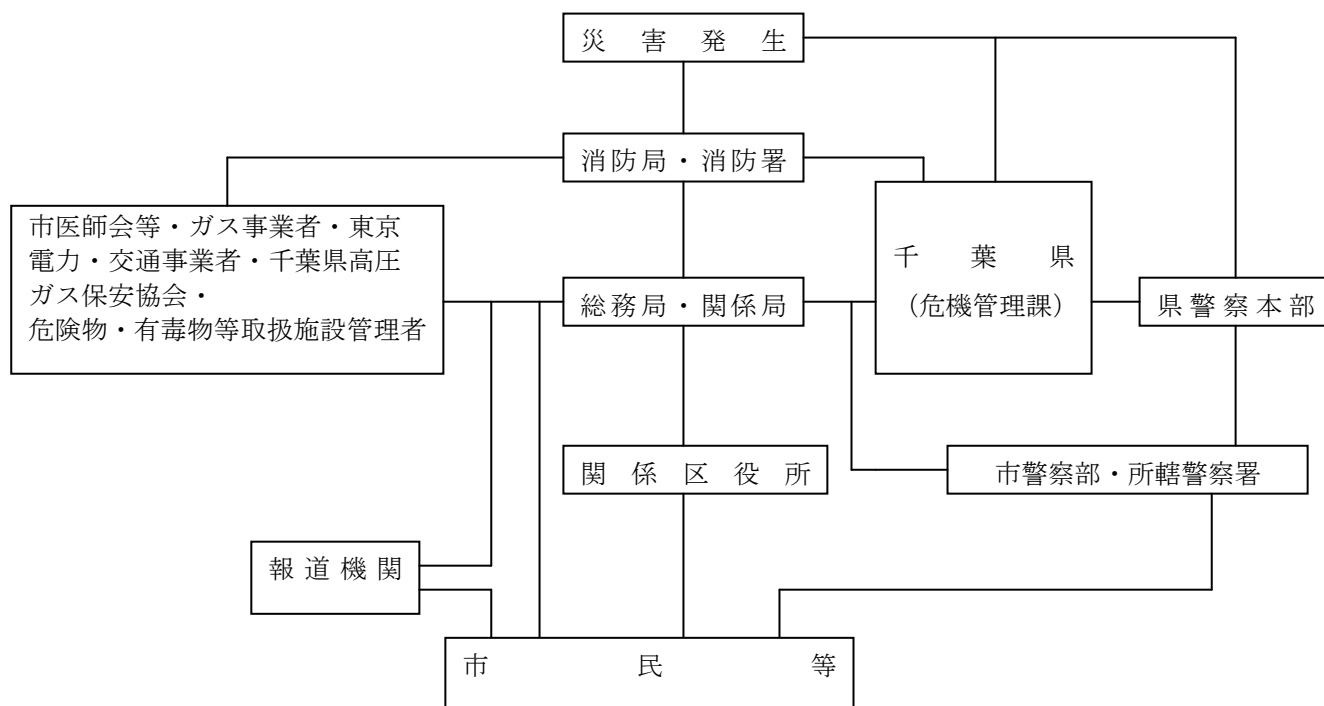 災害発生
消防局・消防署
市医師会等・ガス事業者・東京
電力・交通事業者・千葉県高圧
ガス保安協会・
危険物・有毒物等取扱施設管理者
総務局・関係局
千葉県
(危機管理課)
県警察本部
関係区役所
市警察部・所轄警察署
報道機関
市民等